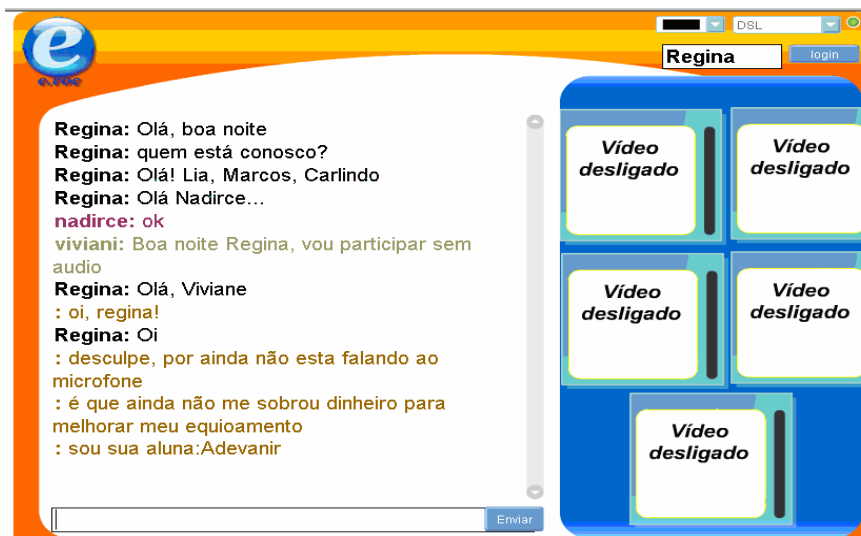 DSL
Regina
login
Regina: Olá, boa noite
Regina: quem está conosco?
Regina: Olá! Lia, Marcos, Carlindo
Regina: Olá Nadirce...
nadirce: ok
viviani: Boa noite Regina, vou participar sem
audio
Regina: Olá, Viviane
: oi, regina!
Regina: Oi
: desculpe, por ainda não esta falando ao
microfone
: é que ainda não me sobrou dinheiro para
melhorar meu equioamento
: sou sua aluna:Adevanir
Enviar
Vídeo
desligado
Vídeo
desligado
Vídeo
desligado
Vídeo
desligado
Vídeo
desligado